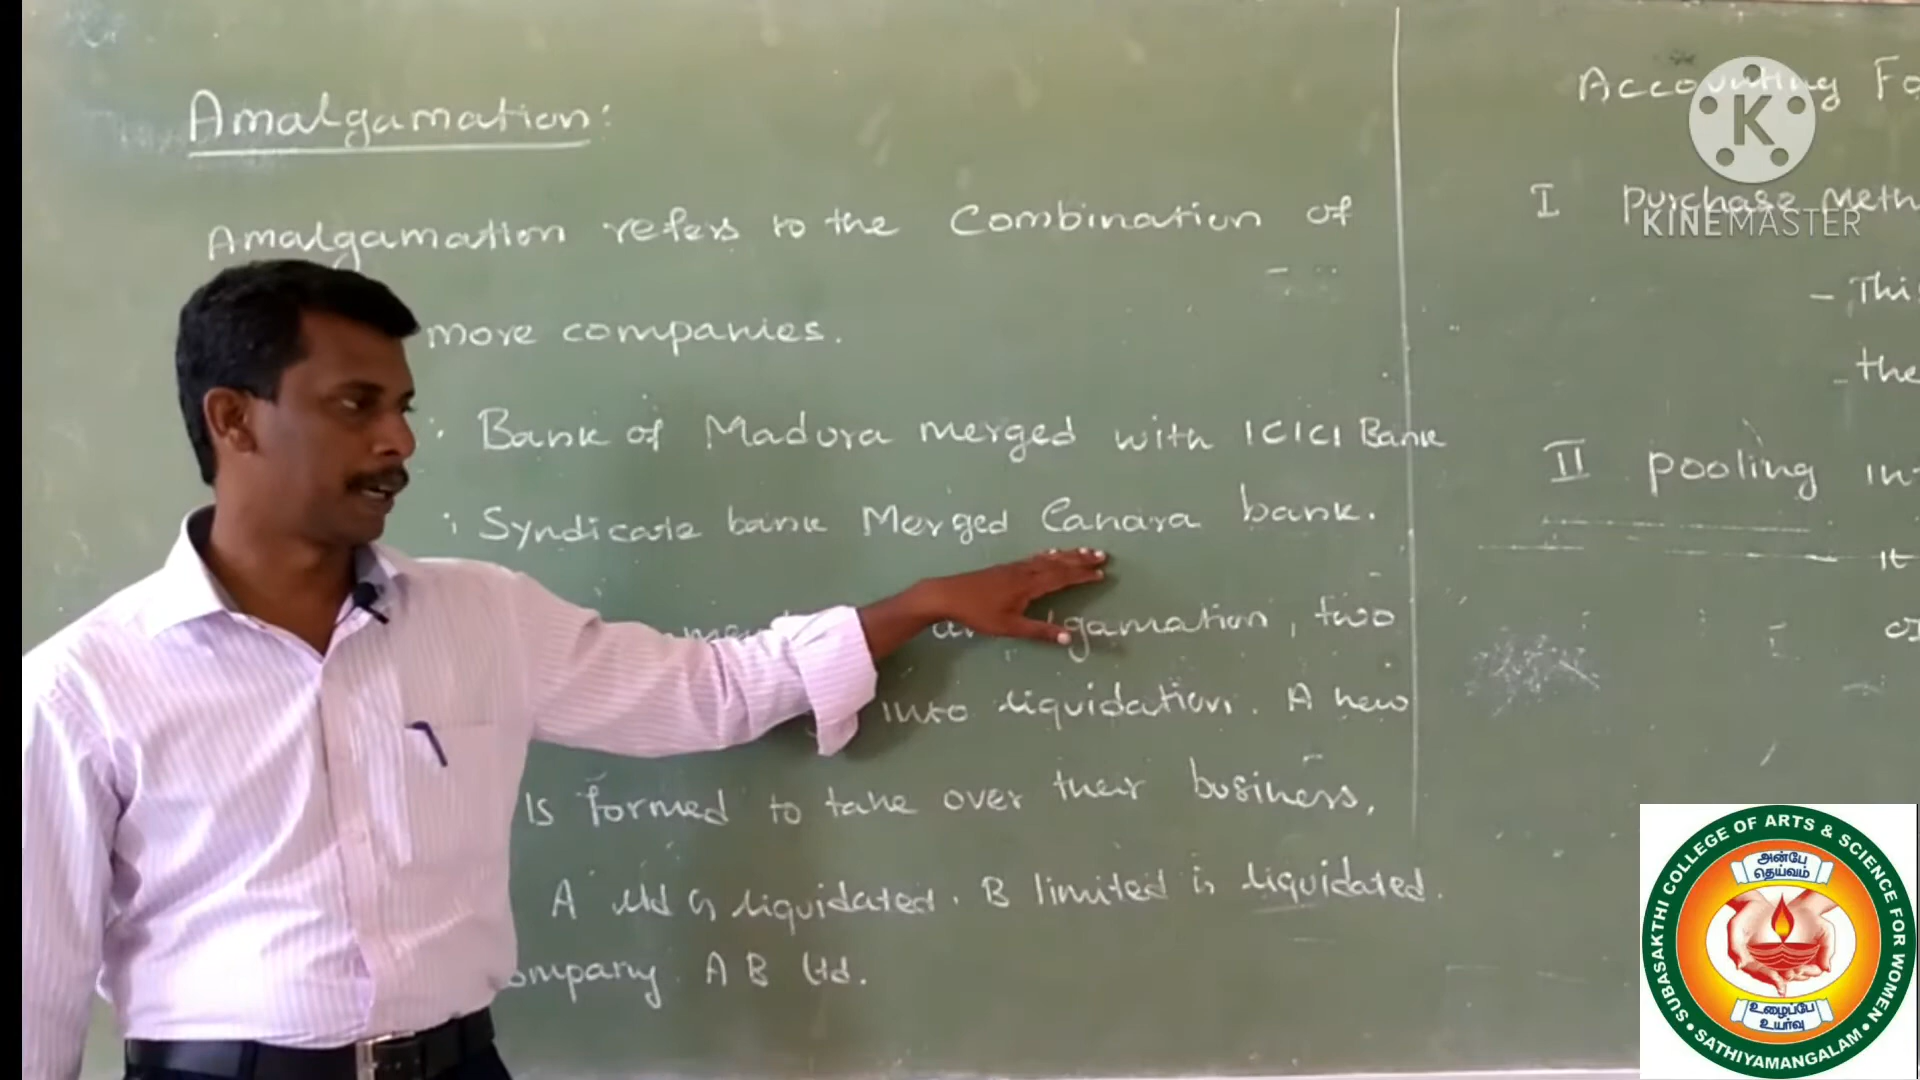 Amalgamation:
Amalgamation refers to the Combination of
more companies.
: Bank of Madura merged with ICICI Bank
: Syndicate bank Merged Canara bank.
gamation, two
into liquidation. A new
is formed to take over their business,
A ltd is liquidated. B limited is liquidated.
ompany. A B Ltd.
Accounting Fo
I Purchase Meth
- Thi
- the
II pooling int
it
KINEMASTER
K
SUBASAKTHI COLLEGE OF ARTS & SCIENCE FOR WOMEN
• SATHIYAMANGALAM •
அன்பே
தெய்வம்
உழைப்பே
உயர்வு